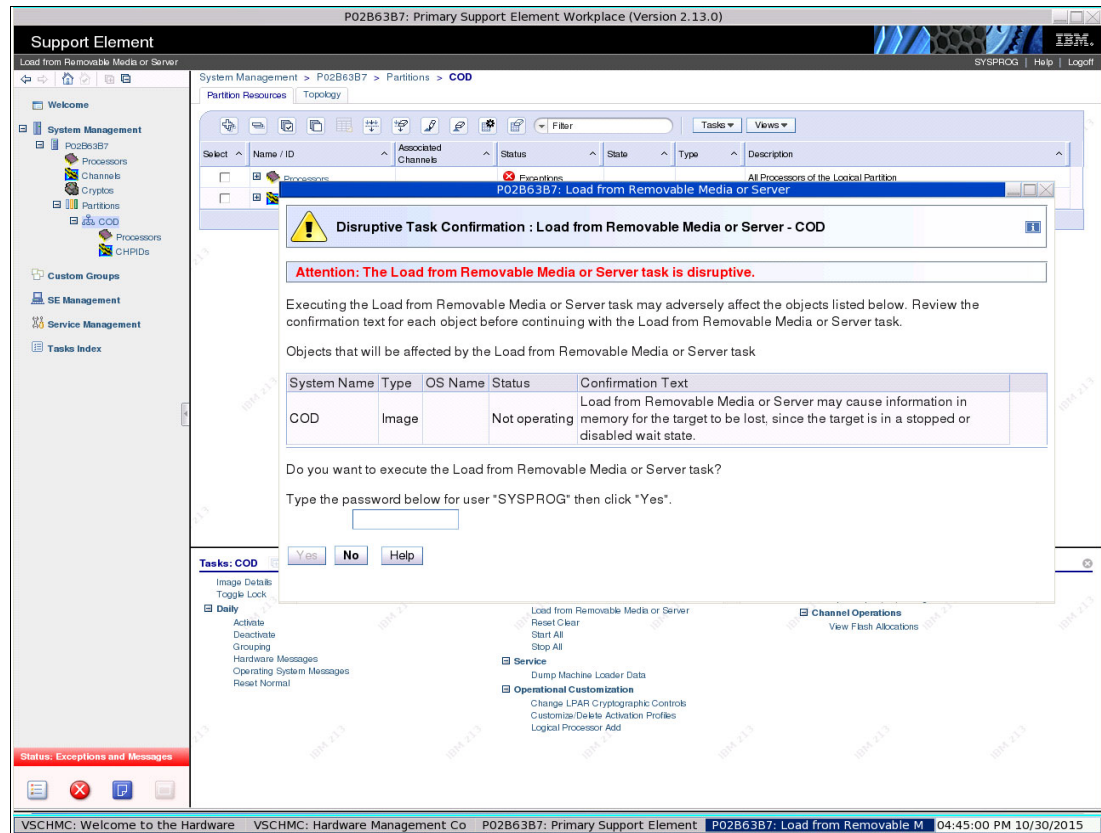 P02B63B7: Primary Support Element Workplace (Version 2.13.0)
Support Element
IBM.
Load from Removable Media or Server
SYSPROG | Help | Logoff
System Management > P02B63B7 > Partitions > COD
Partition Resources Topology
Welcome
System Management
P02B63B7
Processors
Channels
Cryptos
Partitions
COD
Processors
CHPIDs
Custom Groups
SE Management
Service Management
Tasks Index
Filter
Tasks Views
Select Name / ID Associated Channels Status State Type Description
Processors Exceptions All Processors of the Logical Partition
P02B63B7: Load from Removable Media or Server
Disruptive Task Confirmation : Load from Removable Media or Server - COD
Attention: The Load from Removable Media or Server task is disruptive.
Executing the Load from Removable Media or Server task may adversely affect the objects listed below. Review the
confirmation text for each object before continuing with the Load from Removable Media or Server task.
Objects that will be affected by the Load from Removable Media or Server task
System Name Type OS Name Status Confirmation Text
COD Image Not operating Load from Removable Media or Server may cause information in
memory for the target to be lost, since the target is in a stopped or
disabled wait state.
Do you want to execute the Load from Removable Media or Server task?
Type the password below for user "SYSPROG" then click "Yes".
Yes No Help
Tasks: COD
Image Details
Toggle Lock
Daily
Activate
Deactivate
Grouping
Hardware Messages
Operating System Messages
Reset Normal
Load from Removable Media or Server
Reset Clear
Start All
Stop All
Service
Dump Machine Loader Data
Operational Customization
Change LPAR Cryptographic Controls
Customize/Delete Activation Profiles
Logical Processor Add
Channel Operations
View Flash Allocations
Status: Exceptions and Messages
VSCHMC: Welcome to the Hardware VSCHMC: Hardware Management Co P02B63B7: Primary Support Element P02B63B7: Load from Removable M 04:45:00 PM 10/30/2015